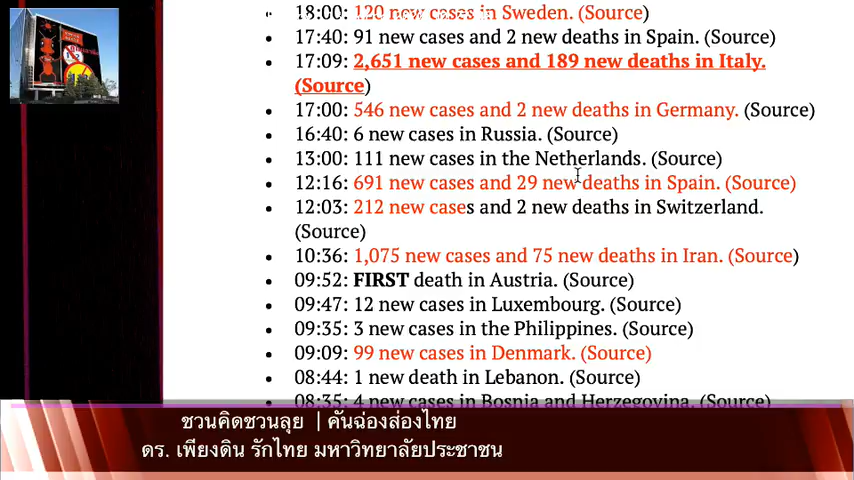 18:00: 120 new cases in Sweden. (Source)
17:40: 91 new cases and 2 new deaths in Spain. (Source)
17:09: 2,651 new cases and 189 new deaths in Italy.
(Source)
17:00: 546 new cases and 2 new deaths in Germany. (Source)
16:40: 6 new cases in Russia. (Source)
13:00: 111 new cases in the Netherlands. (Source)
12:16: 691 new cases and 29 new deaths in Spain. (Source)
12:03: 212 new cases and 2 new deaths in Switzerland.
(Source)
10:36: 1,075 new cases and 75 new deaths in Iran. (Source)
09:52: FIRST death in Austria. (Source)
09:47: 12 new cases in Luxembourg. (Source)
09:35: 3 new cases in the Philippines. (Source)
09:09: 99 new cases in Denmark. (Source)
08:44: 1 new death in Lebanon. (Source)
08:35: 4 new cases in Bosnia and Herzegovina. (Source)
ชวนคิดชวนลุย | คันฉ่องส่องไทย
ดร. เพียงดิน รักไทย มหาวิทยาลัยประชาชน